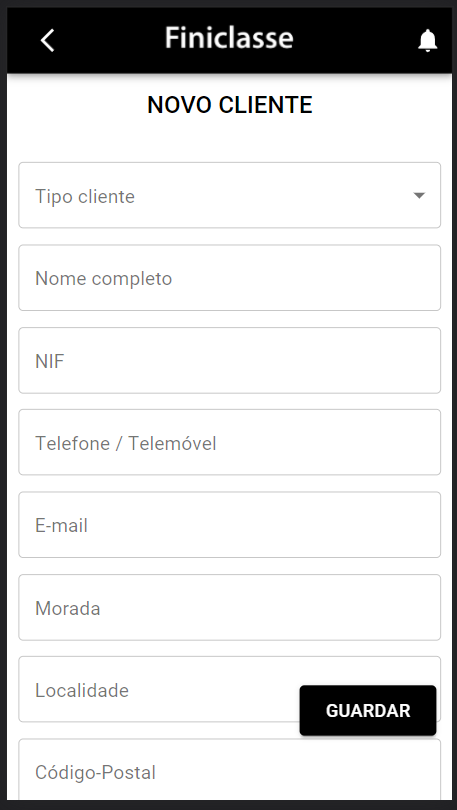 Finiclasse
NOVO CLIENTE
Tipo cliente
Nome completo
NIF
Telefone / Telemóvel
E-mail
Morada
Localidade
GUARDAR
Código-Postal